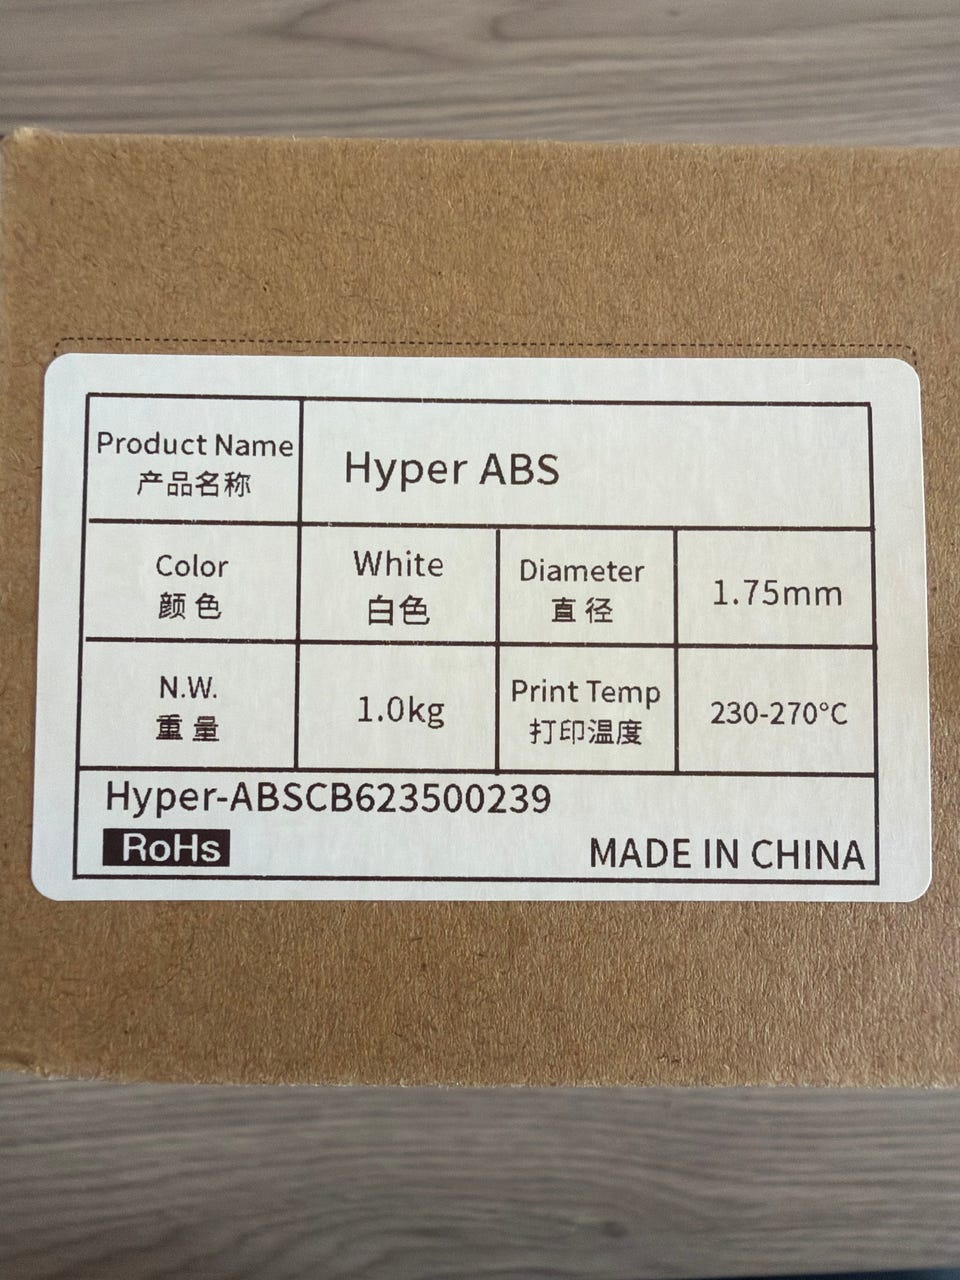 Product Name
产品名称
Hyper ABS
Color
颜色
White
白色
Diameter
直径
1.75mm
N.W.
重量
1.0kg
Print Temp
打印温度
230-270°C
Hyper-ABSCB623500239
RoHs
MADE IN CHINA